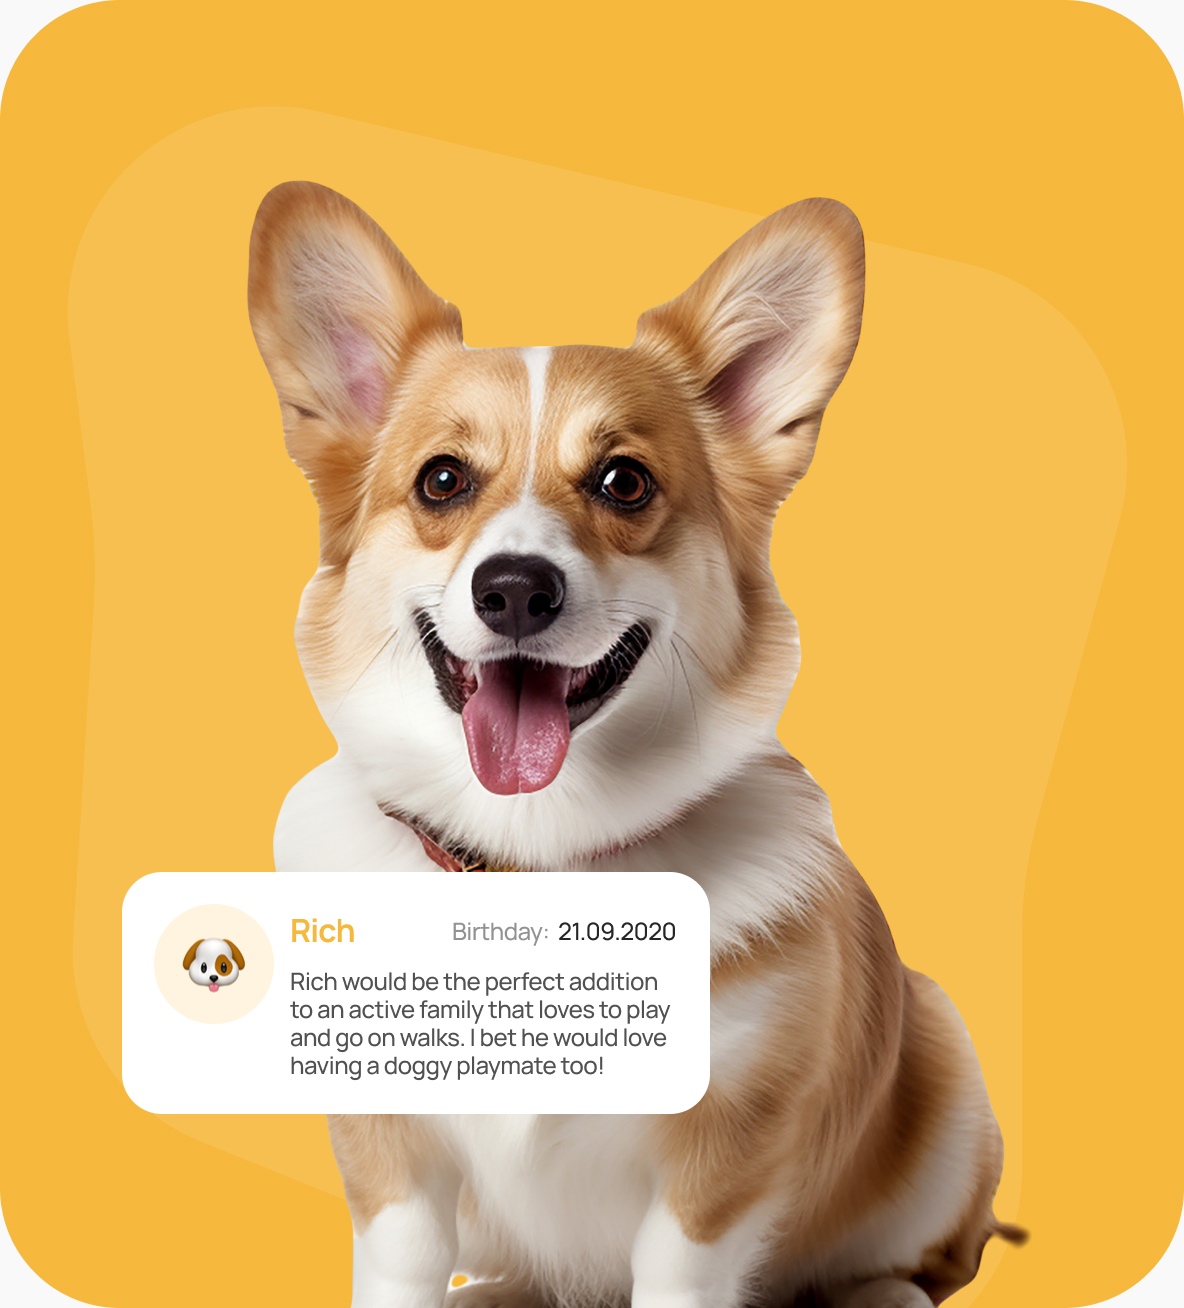 Rich Birthday: 21.09.2020
Rich would be the perfect addition
to an active family that loves to play
and go on walks. I bet he would love
having a doggy playmate too!